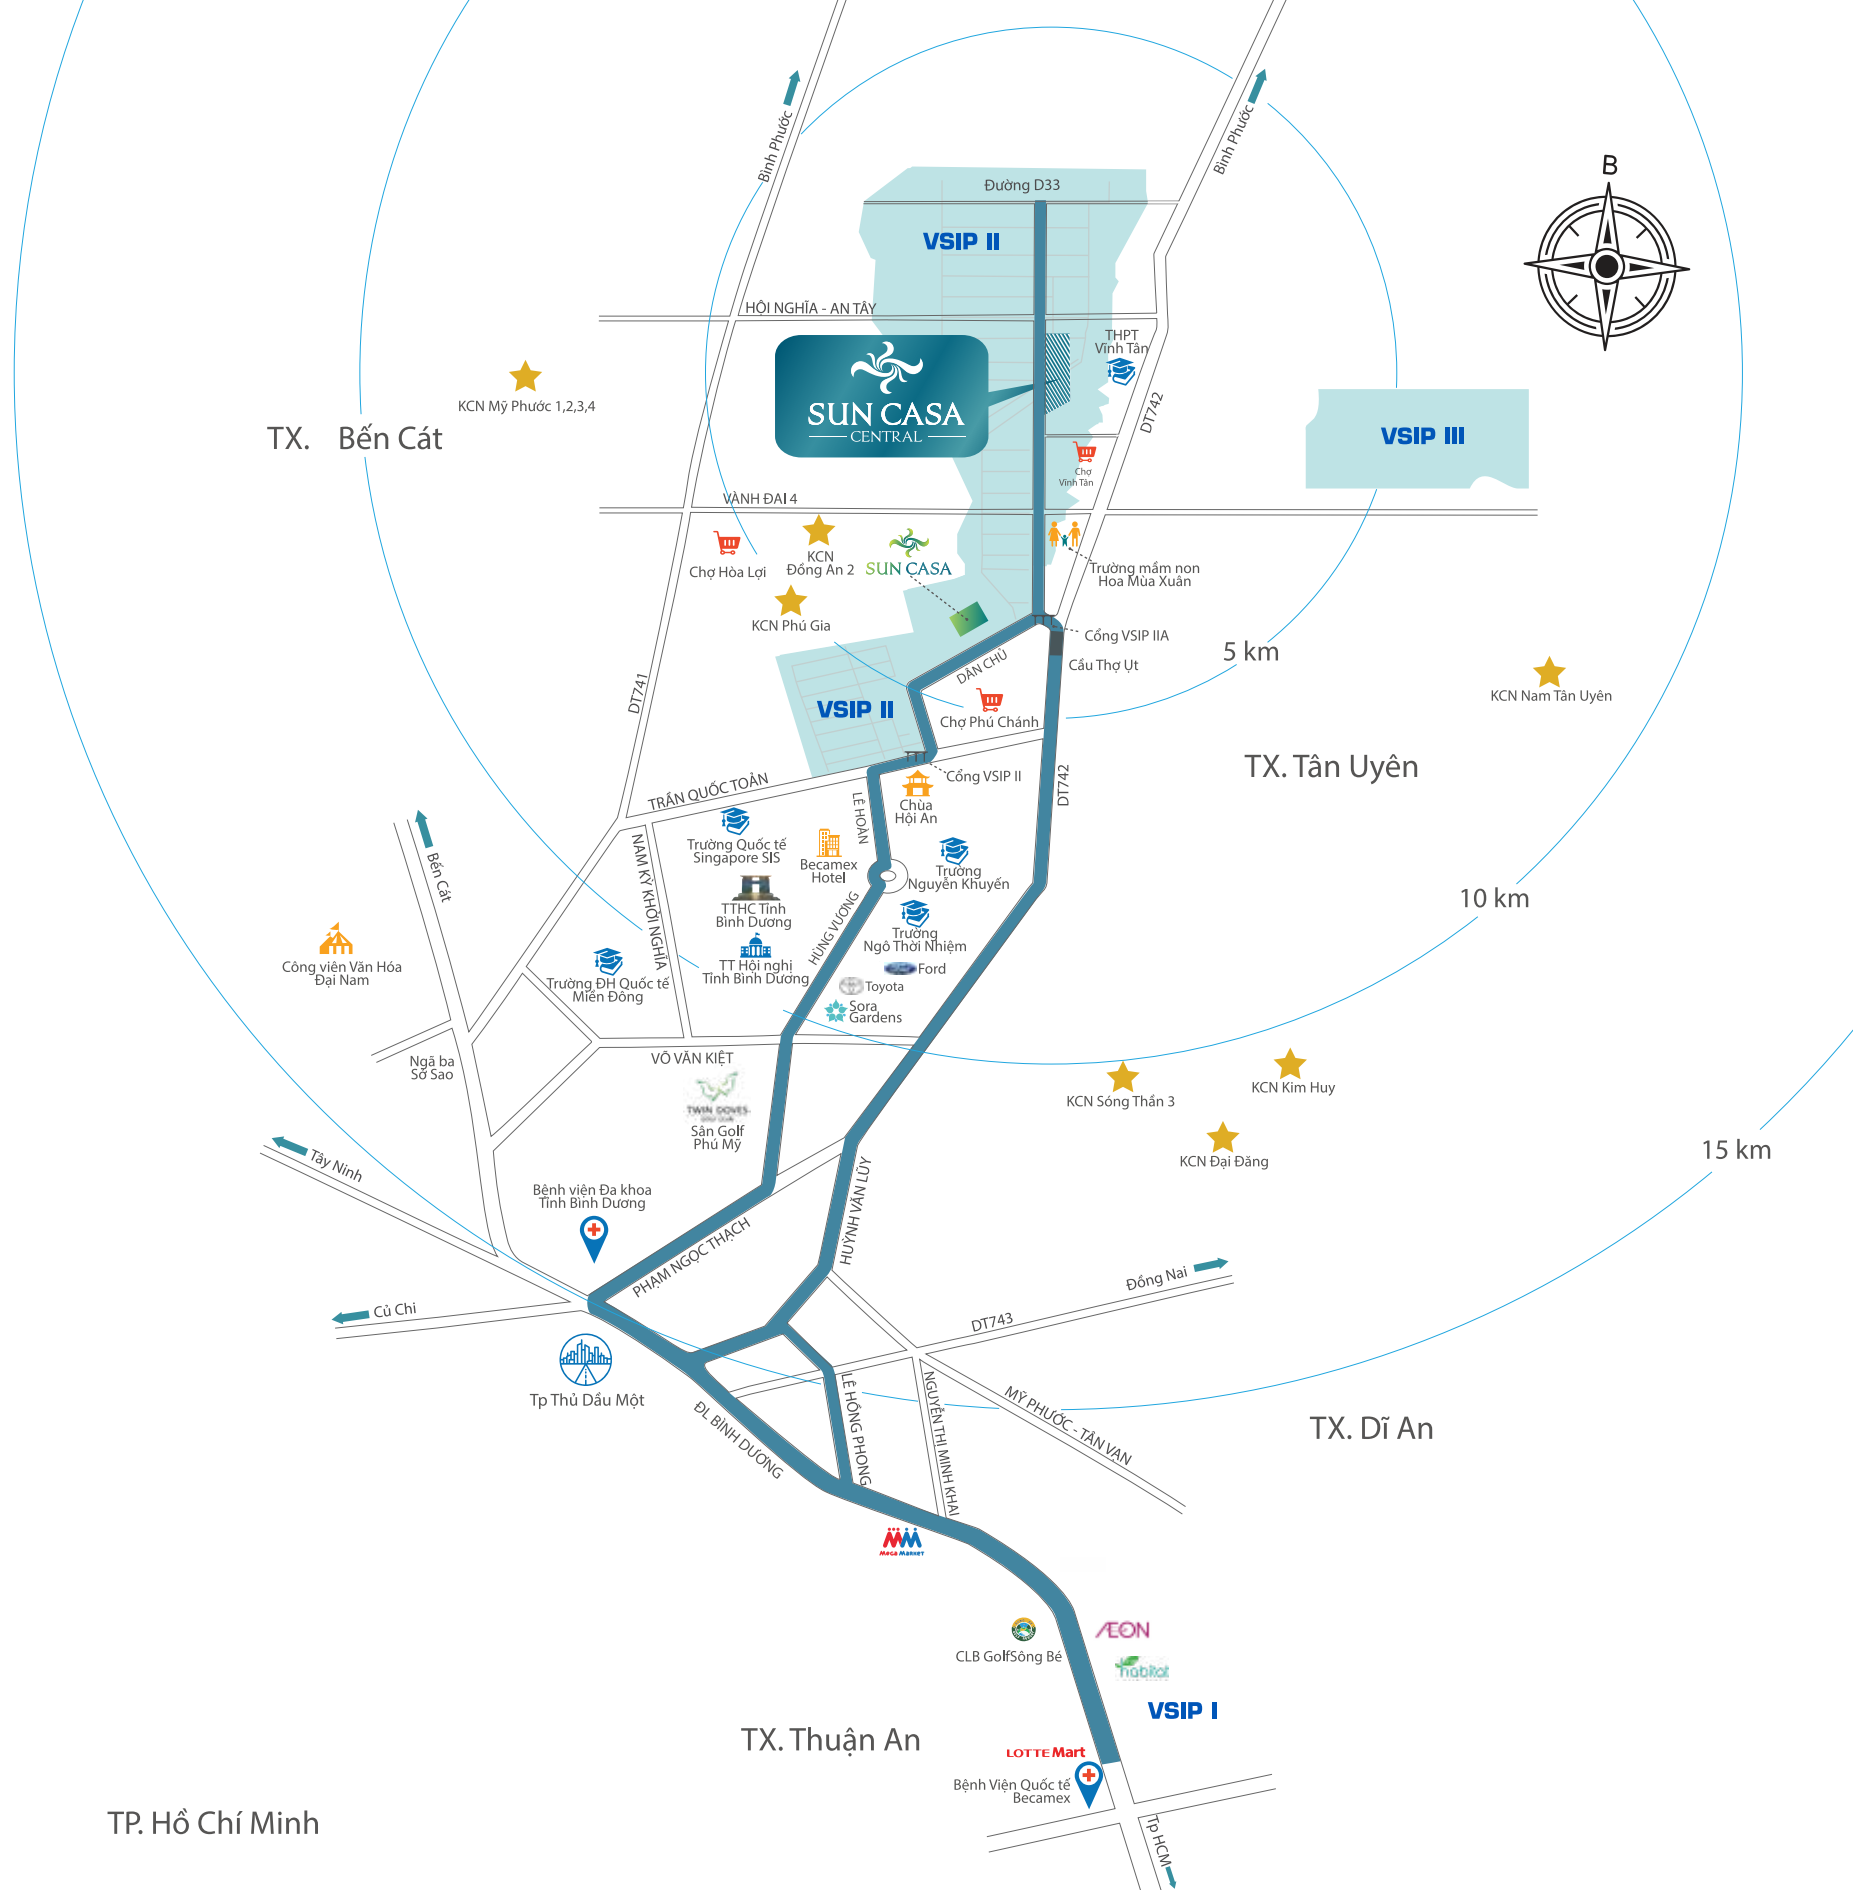 B
Bình Phước
Bình Phước
Đường D33
VSIP II
HỘI NGHĨA - AN TÂY
THPT
Vĩnh Tân
SUN CASA
CENTRAL
KCN Mỹ Phước 1,2,3,4
TX. Bến Cát
DT742
VSIP III
Chợ
Vĩnh Tân
VÀNH ĐAI 4
Chợ Hòa Lợi
KCN
Đồng An 2
SUN CASA
Trường mầm non
Hoa Mùa Xuân
KCN Phú Gia
Cổng VSIP IIA
5 km
DÂN CHỦ
Cầu Thợ Ụt
DT741
KCN Nam Tân Uyên
VSIP II
Chợ Phú Chánh
TX. Tân Uyên
Cổng VSIP II
DT742
TRẦN QUỐC TOẢN
LÊ HOÀN
Chùa
Hội An
Bến Cát
NAM KỲ KHỞI NGHĨA
Trường Quốc tế
Singapore SIS
Becamex
Hotel
Trường
Nguyễn Khuyến
10 km
TTHC Tỉnh
Bình Dương
HÙNG VƯƠNG
Trường
Ngô Thời Nhiệm
Công viên Văn Hóa
Đại Nam
TT Hội nghị
Tỉnh Bình Dương
Ford
Trường ĐH Quốc tế
Miền Đông
Toyota
Sora
Gardens
Ngã ba
Sở Sao
VÕ VĂN KIỆT
KCN Kim Huy
KCN Sóng Thần 3
TWIN DOVES
GOLF CLUB
Sân Golf
Phú Mỹ
15 km
KCN Đại Đăng
Tây Ninh
Bệnh viện Đa khoa
Tỉnh Bình Dương
HUỲNH VĂN LŨY
PHẠM NGỌC THẠCH
Đồng Nai
Củ Chi
DT743
Tp Thủ Dầu Một
LÊ HỒNG PHONG
NGUYỄN THỊ MINH KHAI
MỸ PHƯỚC - TÂN VẠN
ĐL BÌNH DƯƠNG
TX. Dĩ An
MM
MEGA MARKET
CLB GolfSông Bé
ÆON
habitat
VSIP I
TX. Thuận An
LOTTE Mart
Bệnh Viện Quốc tế
Becamex
TP. Hồ Chí Minh
Tp HCM